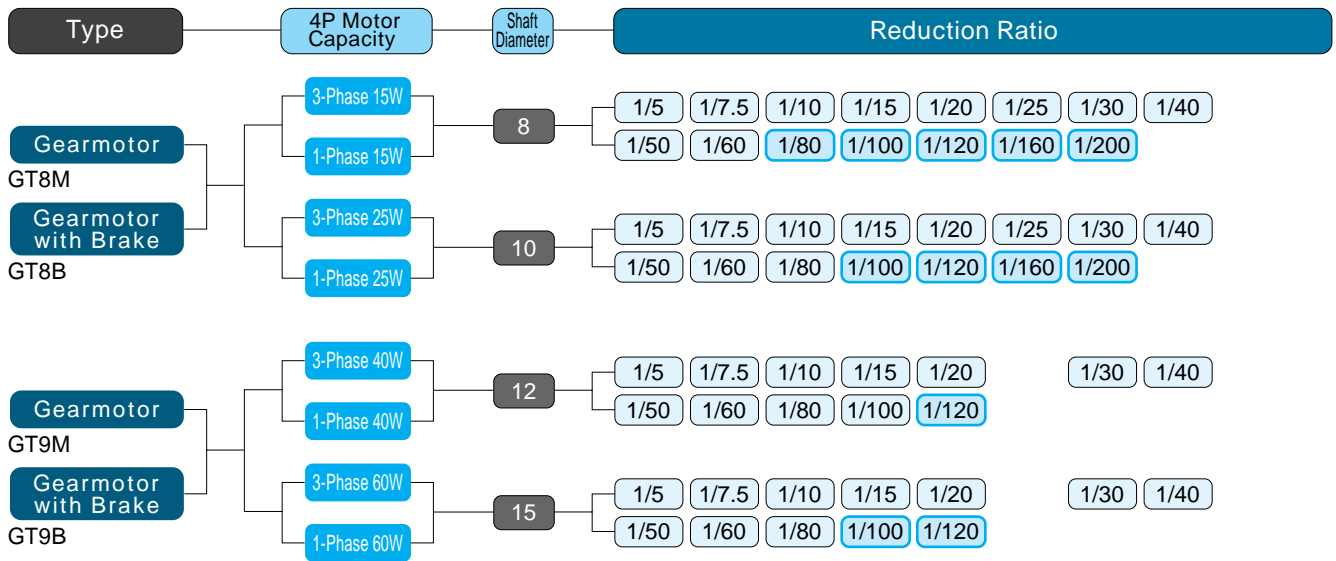 Type
4P Motor
Capacity
Shaft
Diameter
Reduction Ratio
3-Phase 15W
1-Phase 15W
8
1/5 1/7.5 1/10 1/15 1/20 1/25 1/30 1/40
1/50 1/60 1/80 1/100 1/120 1/160 1/200
Gearmotor
GT8M
Gearmotor
with Brake
GT8B
3-Phase 25W
1-Phase 25W
10
1/5 1/7.5 1/10 1/15 1/20 1/25 1/30 1/40
1/50 1/60 1/80 1/100 1/120 1/160 1/200
3-Phase 40W
1-Phase 40W
12
1/5 1/7.5 1/10 1/15 1/20 1/30 1/40
1/50 1/60 1/80 1/100 1/120
Gearmotor
GT9M
Gearmotor
with Brake
GT9B
3-Phase 60W
1-Phase 60W
15
1/5 1/7.5 1/10 1/15 1/20 1/30 1/40
1/50 1/60 1/80 1/100 1/120